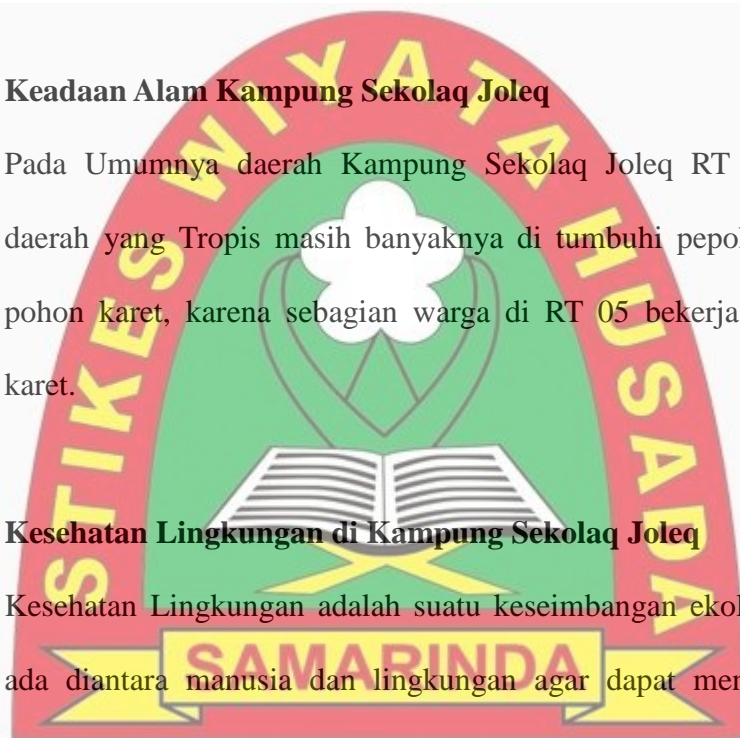 STIKES WIYATA HUSADA
Keadaan Alam Kampung Sekolaq Joleq
Pada Umumnya daerah Kampung Sekolaq Joleq RT
daerah yang Tropis masih banyaknya di tumbuhi
pohon karet, karena sebagian warga di RT 05 bekerja
karet.
Kesehatan Lingkungan di Kampung Sekolaq Joleq
Kesehatan Lingkungan adalah suatu keseimbangan
ada diantara manusia dan lingkungan agar dapat
SAMARINDA